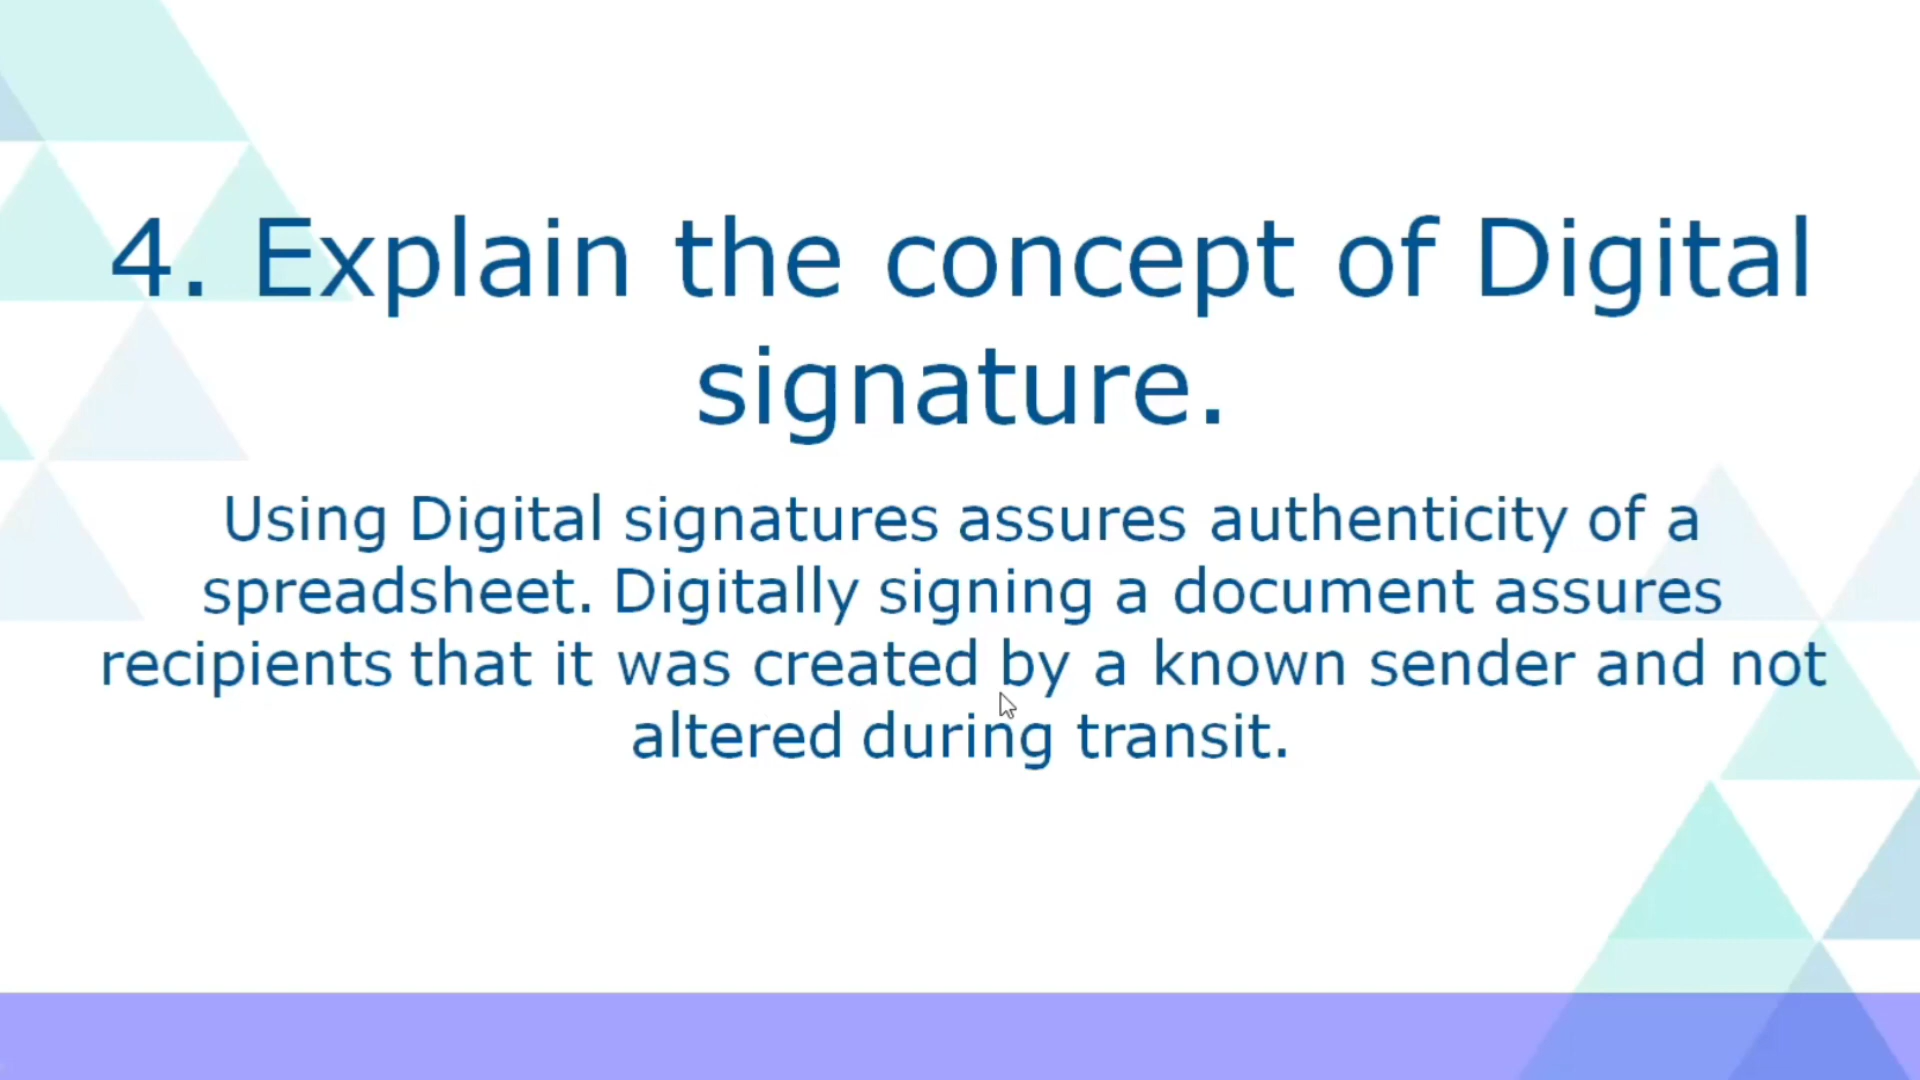 4. Explain the concept of Digital
signature.
Using Digital signatures assures authenticity of a
spreadsheet. Digitally signing a document assures
recipients that it was created by a known sender and not
altered during transit.